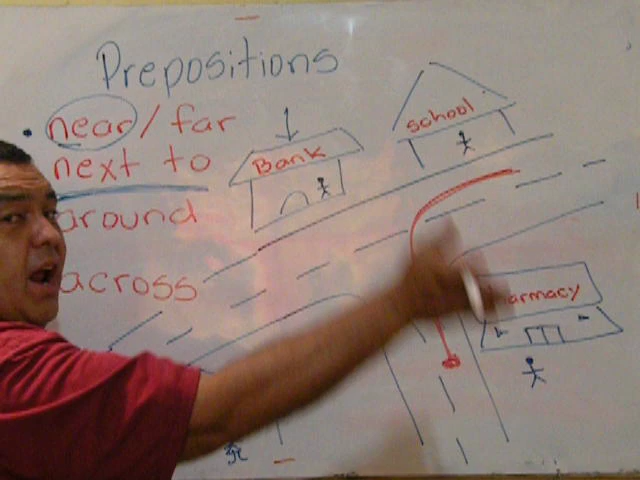 Prepositions
near / far
next to
around
across
Bank
school
armacy